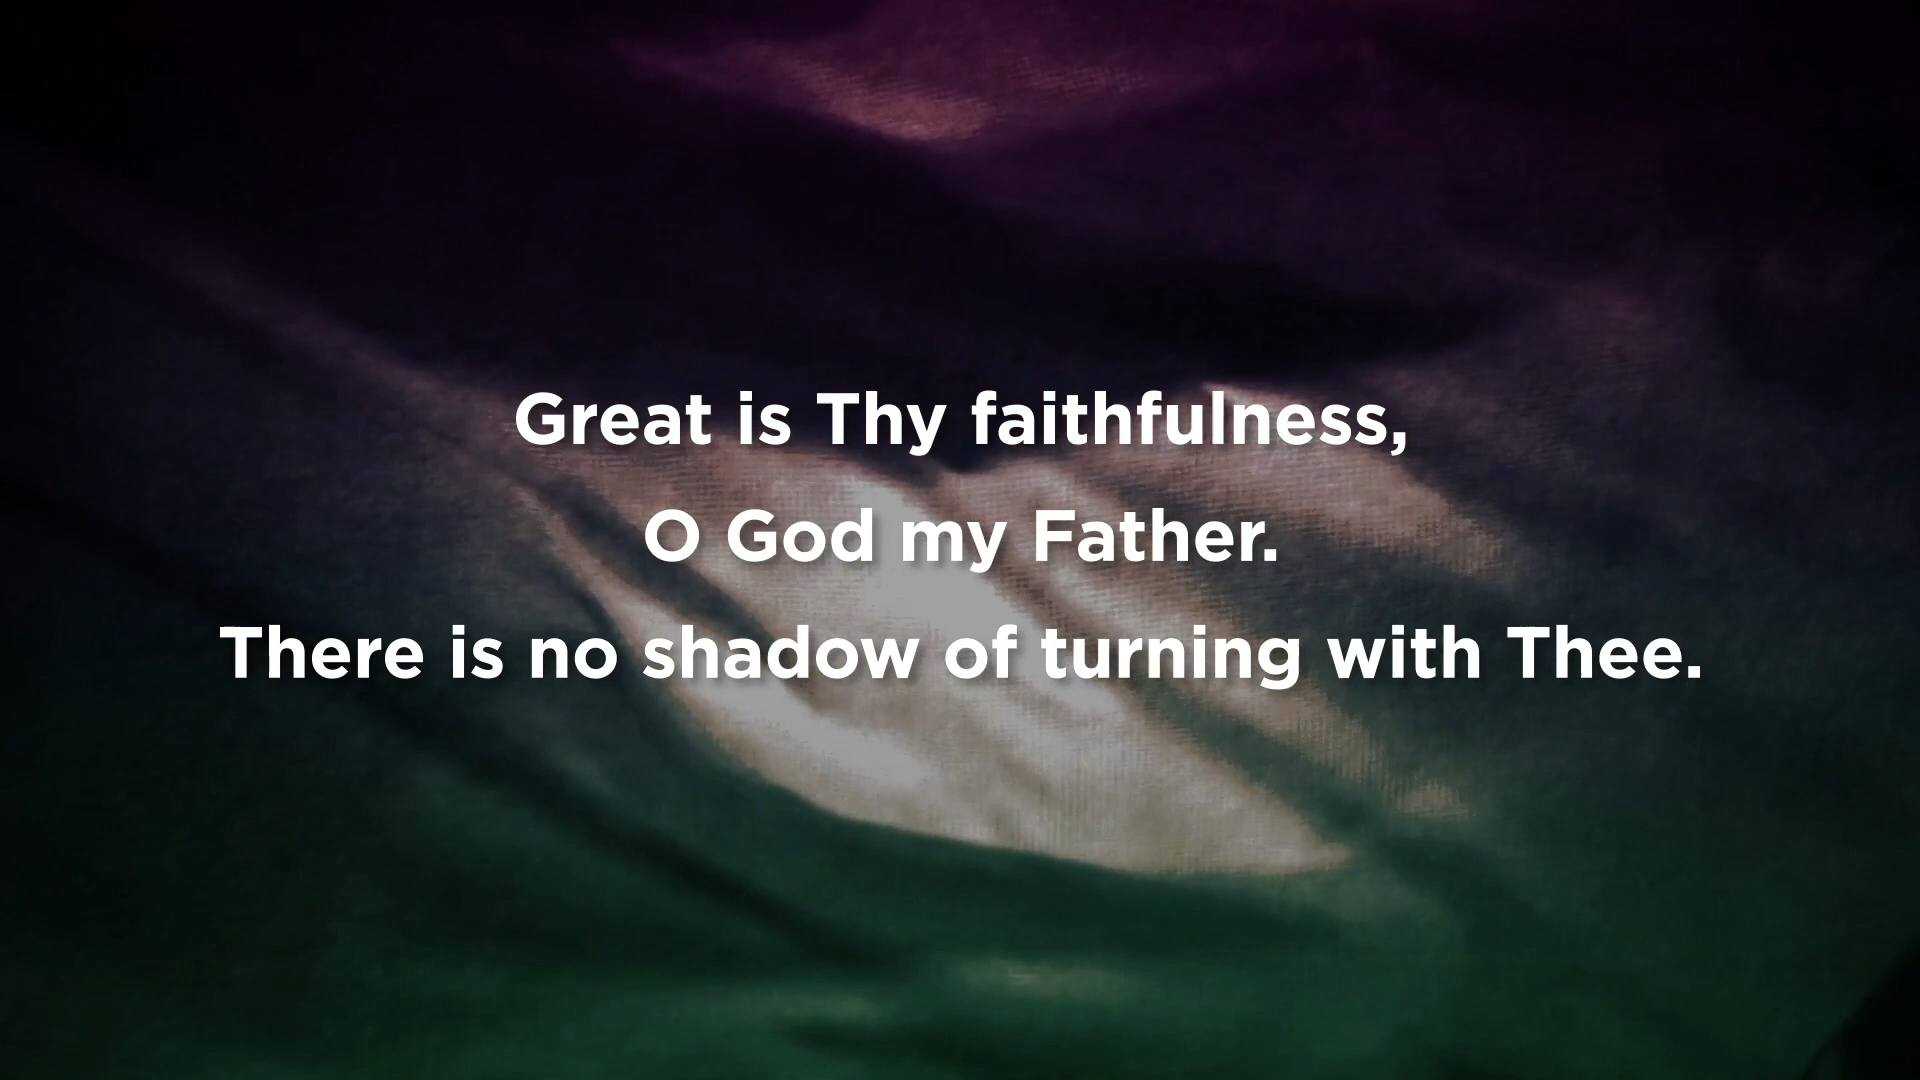 Great is Thy faithfulness,
O God my Father.
There is no shadow of turning with Thee.